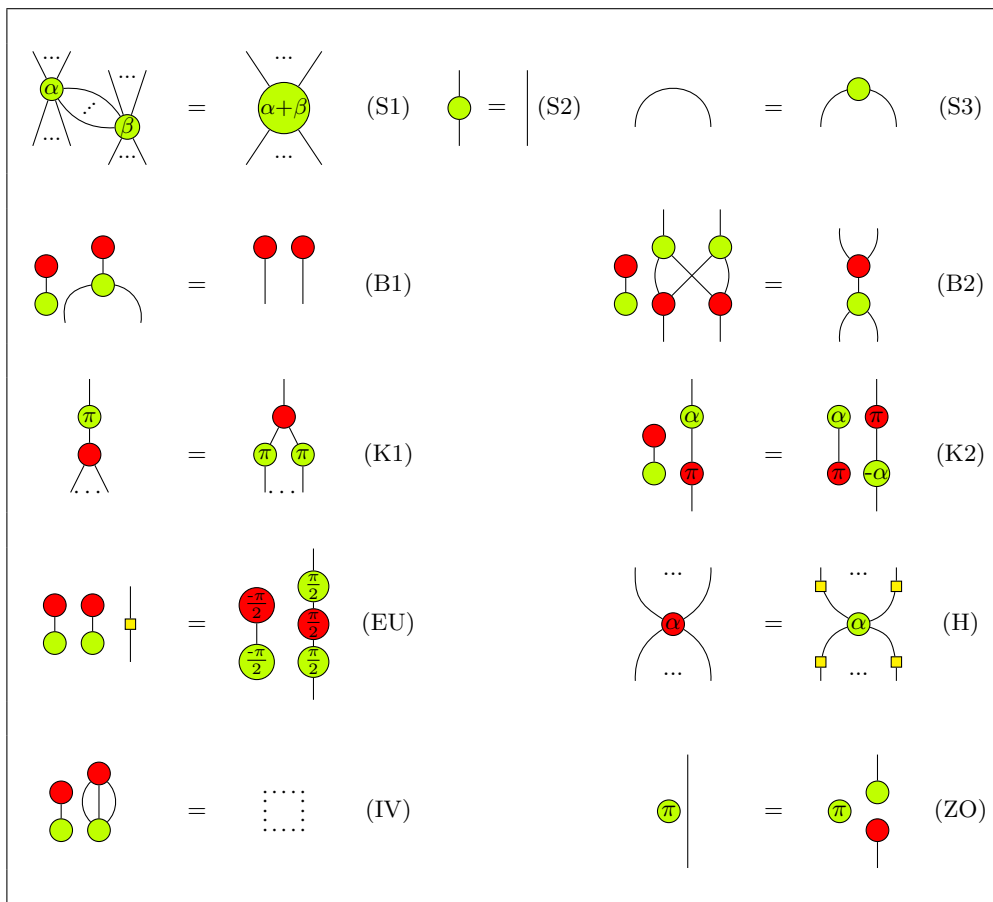 ... α ... β ... ... ... = ... α+β ... (S1) = (S2) = (S3)
= (B1) = (B2)
π ... = π π ... (K1) α π = α π π -α (K2)
= -π/2 -π/2 π/2 π/2 π/2 (EU) ... α ... = ... α ... (H)
= (IV) π = π (ZO)